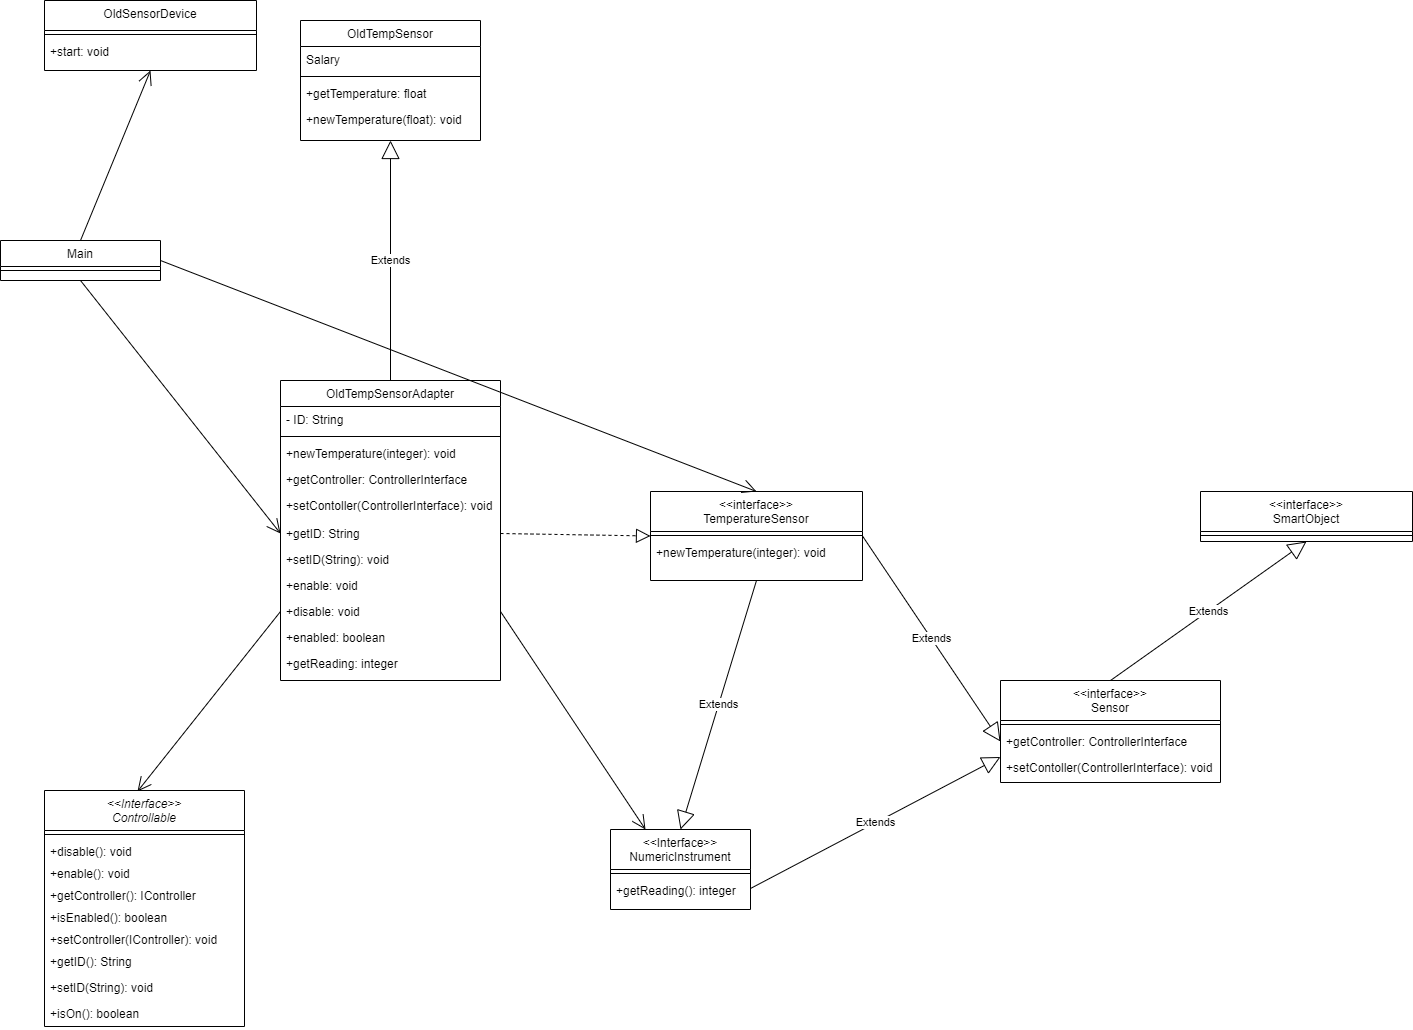 OldSensorDevice
+start: void
OldTempSensor
Salary
+getTemperature: float
+newTemperature(float): void
Main
Extends
OldTempSensorAdapter
- ID: String
+newTemperature(integer): void
+getController: ControllerInterface
+setContoller(ControllerInterface): void
+getID: String
+setID(String): void
+enable: void
+disable: void
+enabled: boolean
+getReading: integer
<<interface>>
TemperatureSensor
+newTemperature(integer): void
<<interface>>
SmartObject
Extends
Extends
Extends
<<interface>>
Sensor
+getController: ControllerInterface
+setContoller(ControllerInterface): void
Extends
<<Interface>>
Controllable
+disable(): void
+enable(): void
+getController(): IController
+isEnabled(): boolean
+setController(IController): void
+getID(): String
+setID(String): void
+isOn(): boolean
<<Interface>>
NumericInstrument
+getReading(): integer